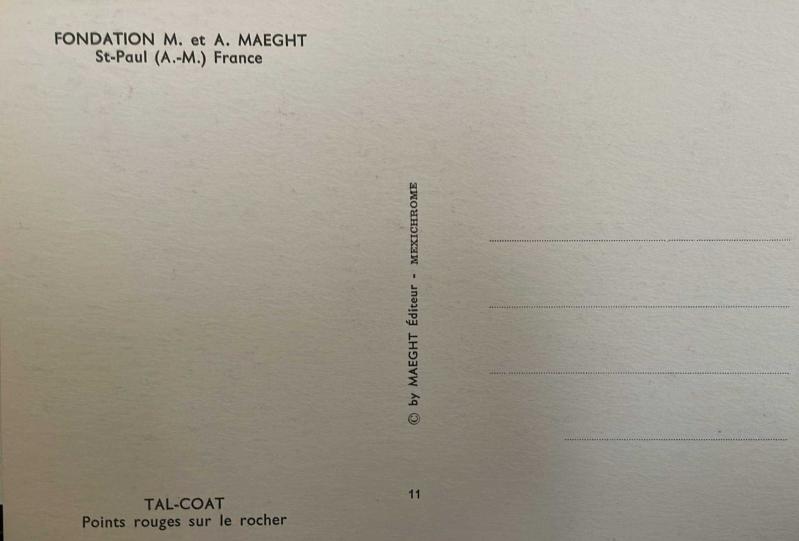 FONDATION M. et A. MAEGHT
St-Paul (A.-M.) France
© by MAEGHT Éditeur - MEXICHROME
11
TAL-COAT
Points rouges sur le rocher